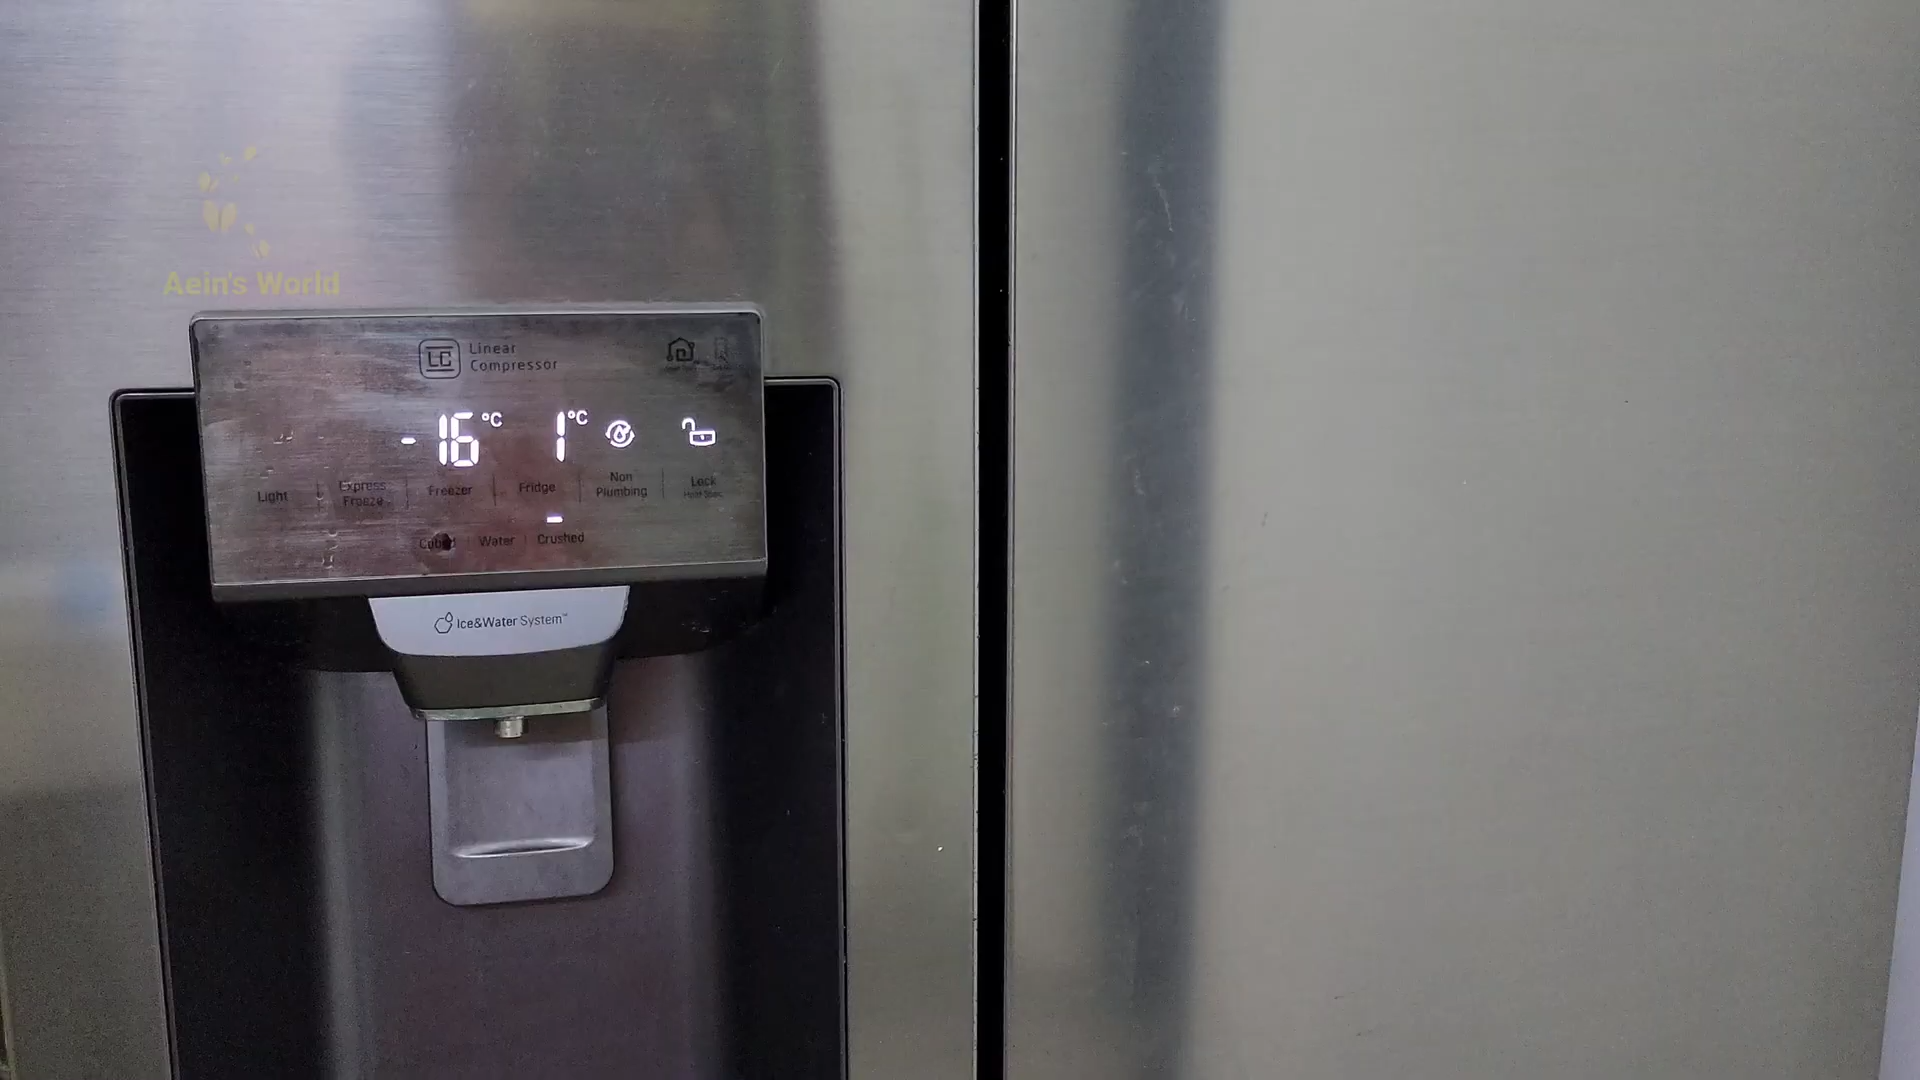 Aein's World
LC Linear
Compressor
-16 °C 1 °C
Light
Express
Freeze
Freezer
Fridge
Non
Plumbing
Lock
Cubed
Water
Crushed
Ice&Water System™